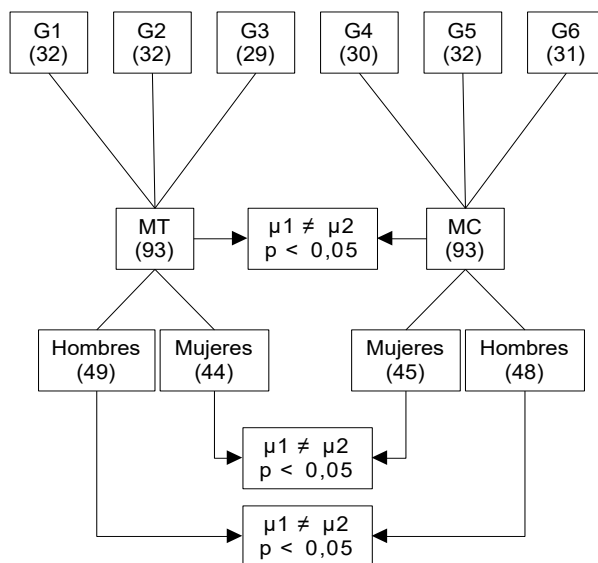 G1
(32)
G2
(32)
G3
(29)
G4
(30)
G5
(32)
G6
(31)
MT
(93)
µ1 ≠ µ2
p < 0,05
MC
(93)
Hombres
(49)
Mujeres
(44)
Mujeres
(45)
Hombres
(48)
µ1 ≠ µ2
p < 0,05
µ1 ≠ µ2
p < 0,05